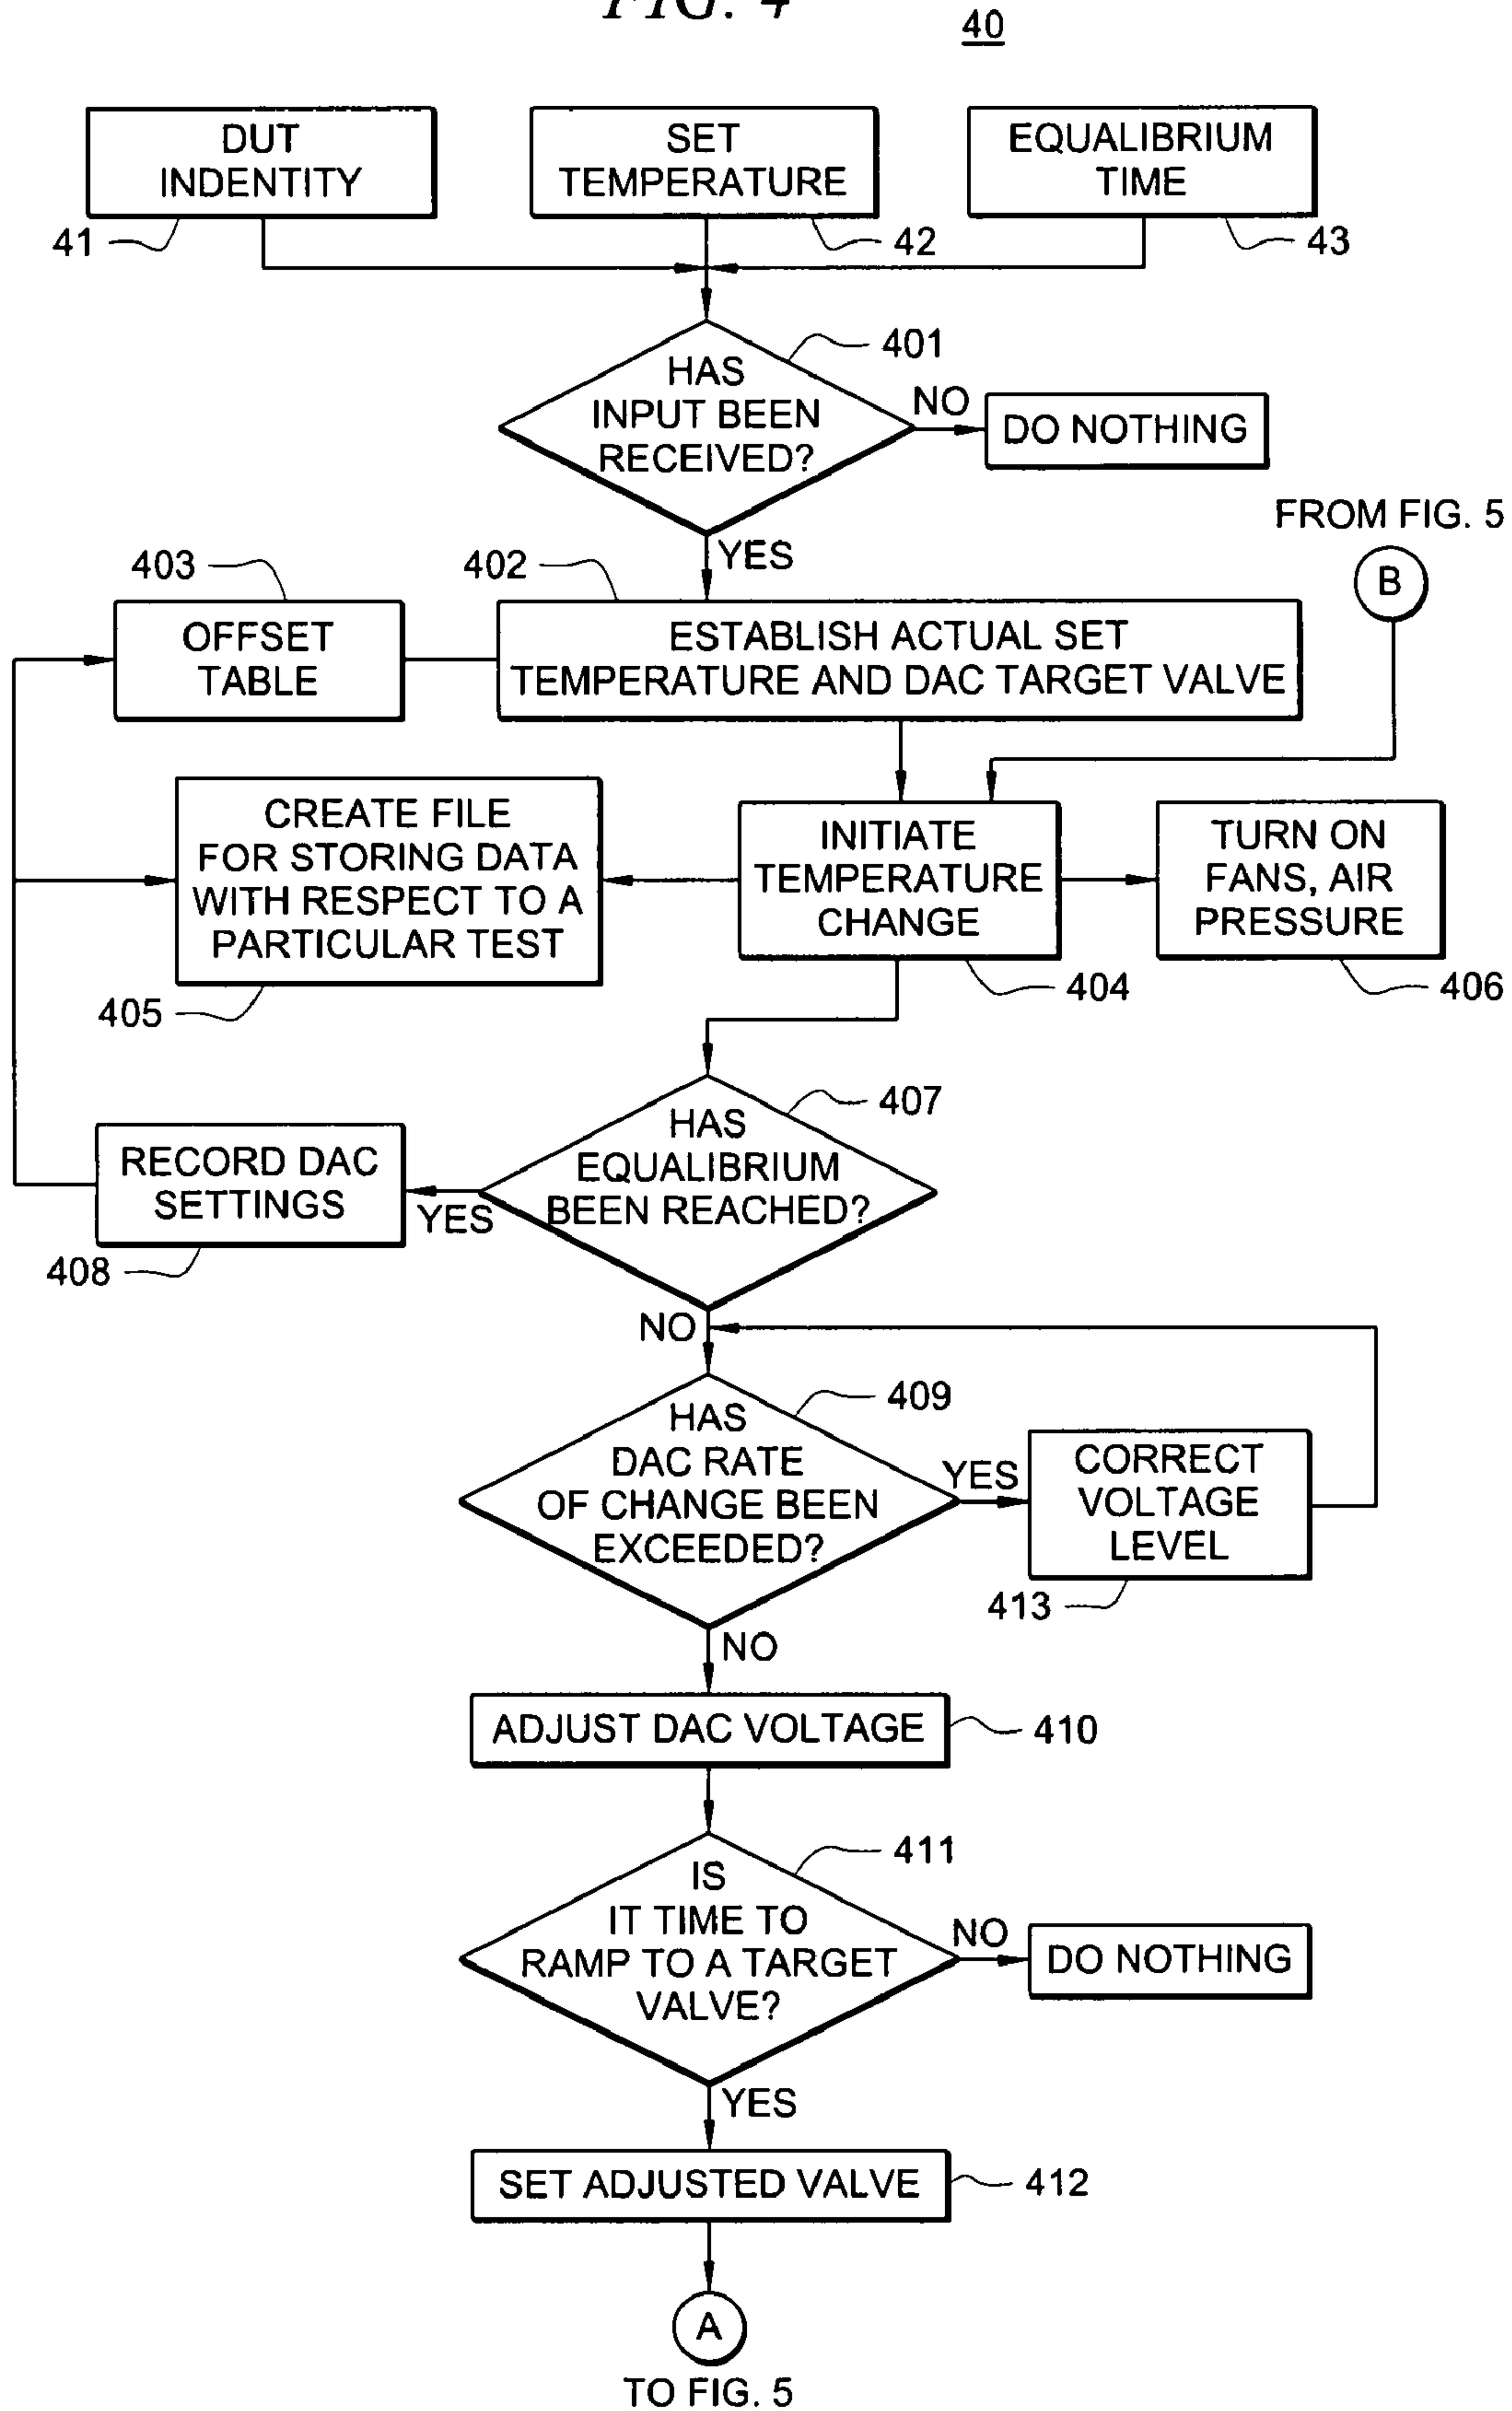 FIG. 4
40
DUT
INDENTITY
41
SET
TEMPERATURE
42
EQUALIBRIUM
TIME
43
HAS
INPUT BEEN
RECEIVED?
401
NO
DO NOTHING
YES
FROM FIG. 5
B
403
OFFSET
TABLE
402
ESTABLISH ACTUAL SET
TEMPERATURE AND DAC TARGET VALVE
CREATE FILE
FOR STORING DATA
WITH RESPECT TO A
PARTICULAR TEST
405
INITIATE
TEMPERATURE
CHANGE
404
TURN ON
FANS, AIR
PRESSURE
406
HAS
EQUALIBRIUM
BEEN REACHED?
407
YES
RECORD DAC
SETTINGS
408
NO
HAS
DAC RATE
OF CHANGE BEEN
EXCEEDED?
409
YES
CORRECT
VOLTAGE
LEVEL
413
NO
ADJUST DAC VOLTAGE
410
IS
IT TIME TO
RAMP TO A TARGET
VALVE?
411
NO
DO NOTHING
YES
SET ADJUSTED VALVE
412
A
TO FIG. 5